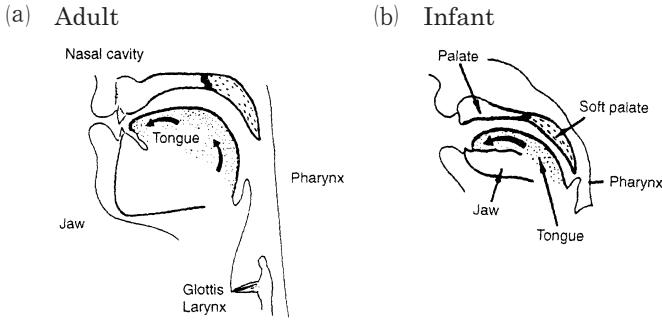 (a) Adult
Nasal cavity
Tongue
Pharynx
Jaw
Glottis
Larynx
(b) Infant
Palate
Soft palate
Pharynx
Jaw
Tongue